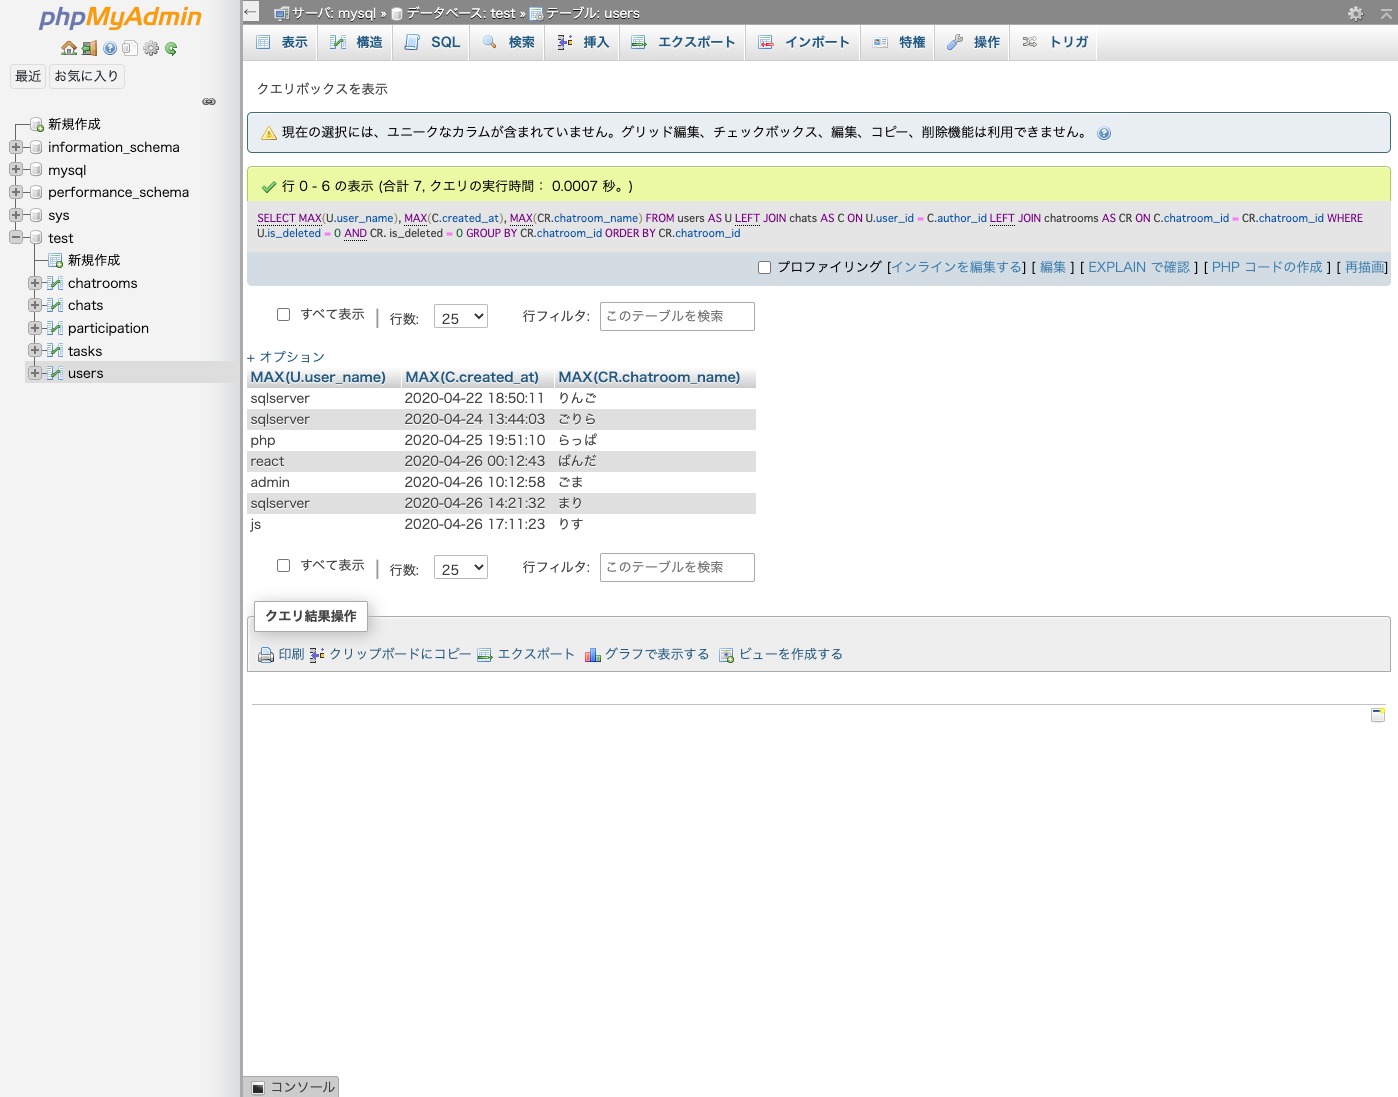 phpMyAdmin
最近 お気に入り
新規作成
information_schema
mysql
performance_schema
sys
test
新規作成
chatrooms
chats
participation
tasks
users
サーバ: mysql » データベース: test » テーブル: users
表示 構造 SQL 検索 挿入 エクスポート インポート 特権 操作 トリガ
クエリボックスを表示
現在の選択には、ユニークなカラムが含まれていません。グリッド編集、チェックボックス、編集、コピー、削除機能は利用できません。
行 0 - 6 の表示 (合計 7, クエリの実行時間： 0.0007 秒。)
SELECT MAX(U.user_name), MAX(C.created_at), MAX(CR.chatroom_name) FROM users AS U LEFT JOIN chats AS C ON U.user_id = C.author_id LEFT JOIN chatrooms AS CR ON C.chatroom_id = CR.chatroom_id WHERE
U.is_deleted = 0 AND CR. is_deleted = 0 GROUP BY CR.chatroom_id ORDER BY CR.chatroom_id
プロファイリング [インラインを編集する] [ 編集 ] [ EXPLAIN で確認 ] [ PHP コードの作成 ] [ 再描画]
すべて表示 | 行数: 25 行フィルタ: このテーブルを検索
+ オプション
MAX(U.user_name) MAX(C.created_at) MAX(CR.chatroom_name)
sqlserver 2020-04-22 18:50:11 りんご
sqlserver 2020-04-24 13:44:03 ごりら
php 2020-04-25 19:51:10 らっぱ
react 2020-04-26 00:12:43 ぱんだ
admin 2020-04-26 10:12:58 ごま
sqlserver 2020-04-26 14:21:32 まり
js 2020-04-26 17:11:23 りす
すべて表示 | 行数: 25 行フィルタ: このテーブルを検索
クエリ結果操作
印刷 クリップボードにコピー エクスポート グラフで表示する ビューを作成する
コンソール